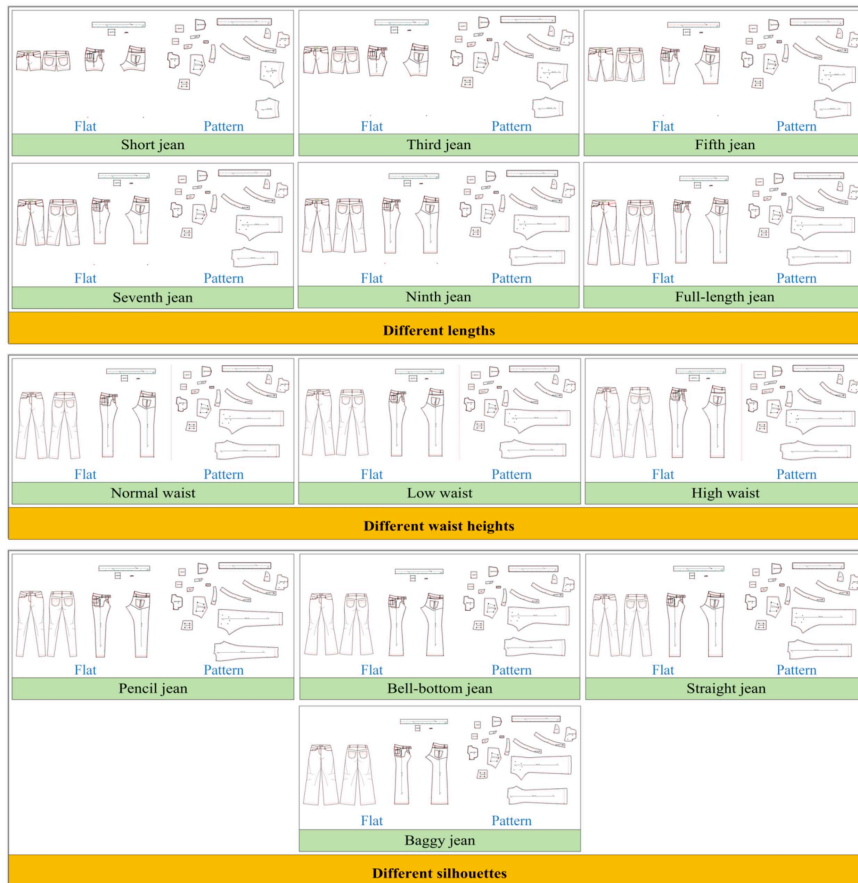 Flat Pattern
Short jean
Flat Pattern
Third jean
Flat Pattern
Fifth jean
Flat Pattern
Seventh jean
Flat Pattern
Ninth jean
Flat Pattern
Full-length jean
Different lengths
Flat Pattern
Normal waist
Flat Pattern
Low waist
Flat Pattern
High waist
Different waist heights
Flat Pattern
Pencil jean
Flat Pattern
Bell-bottom jean
Flat Pattern
Straight jean
Flat Pattern
Baggy jean
Different silhouettes